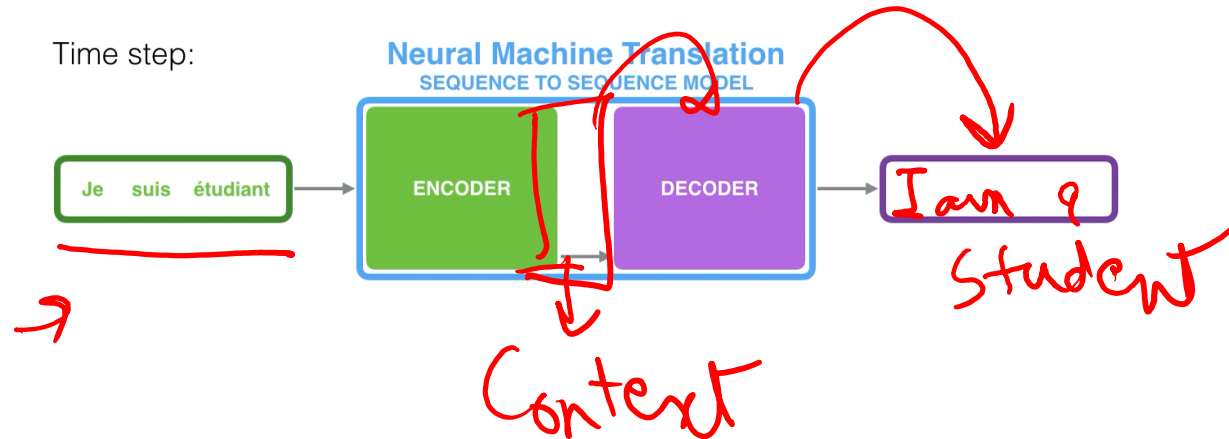 Time step:
Neural Machine Translation
SEQUENCE TO SEQUENCE MODEL
Je suis étudiant
ENCODER
DECODER
I am a
Student
Context